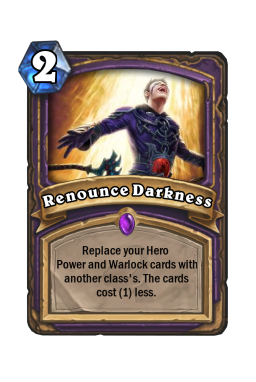 2
Renounce Darkness
Replace your Hero
Power and Warlock cards with
another class's. The cards
cost (1) less.